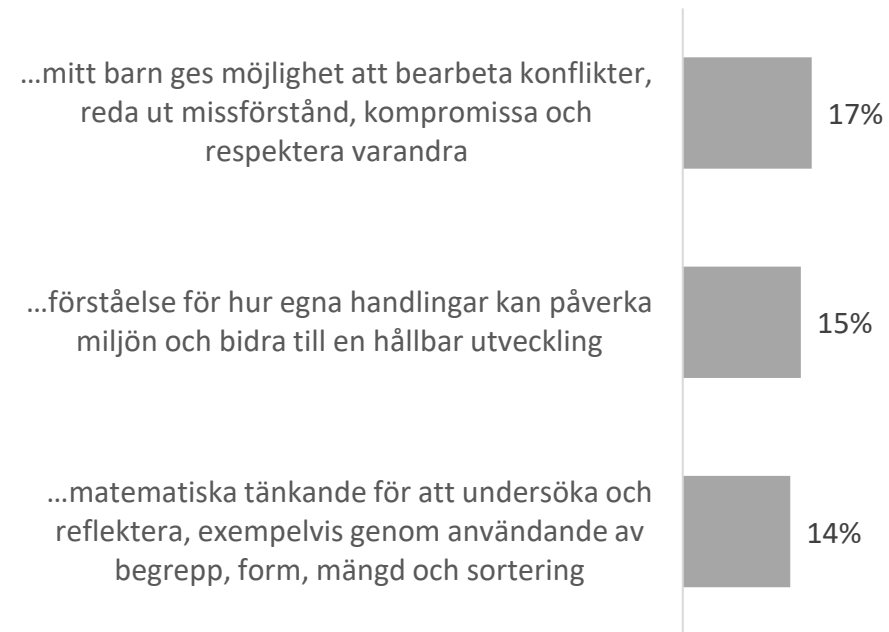 ...mitt barn ges möjlighet att bearbeta konflikter,
reda ut missförstånd, kompromissa och
respektera varandra
17%
...förståelse för hur egna handlingar kan påverka
miljön och bidra till en hållbar utveckling
15%
...matematiska tänkande för att undersöka och
reflektera, exempelvis genom användande av
begrepp, form, mängd och sortering
14%